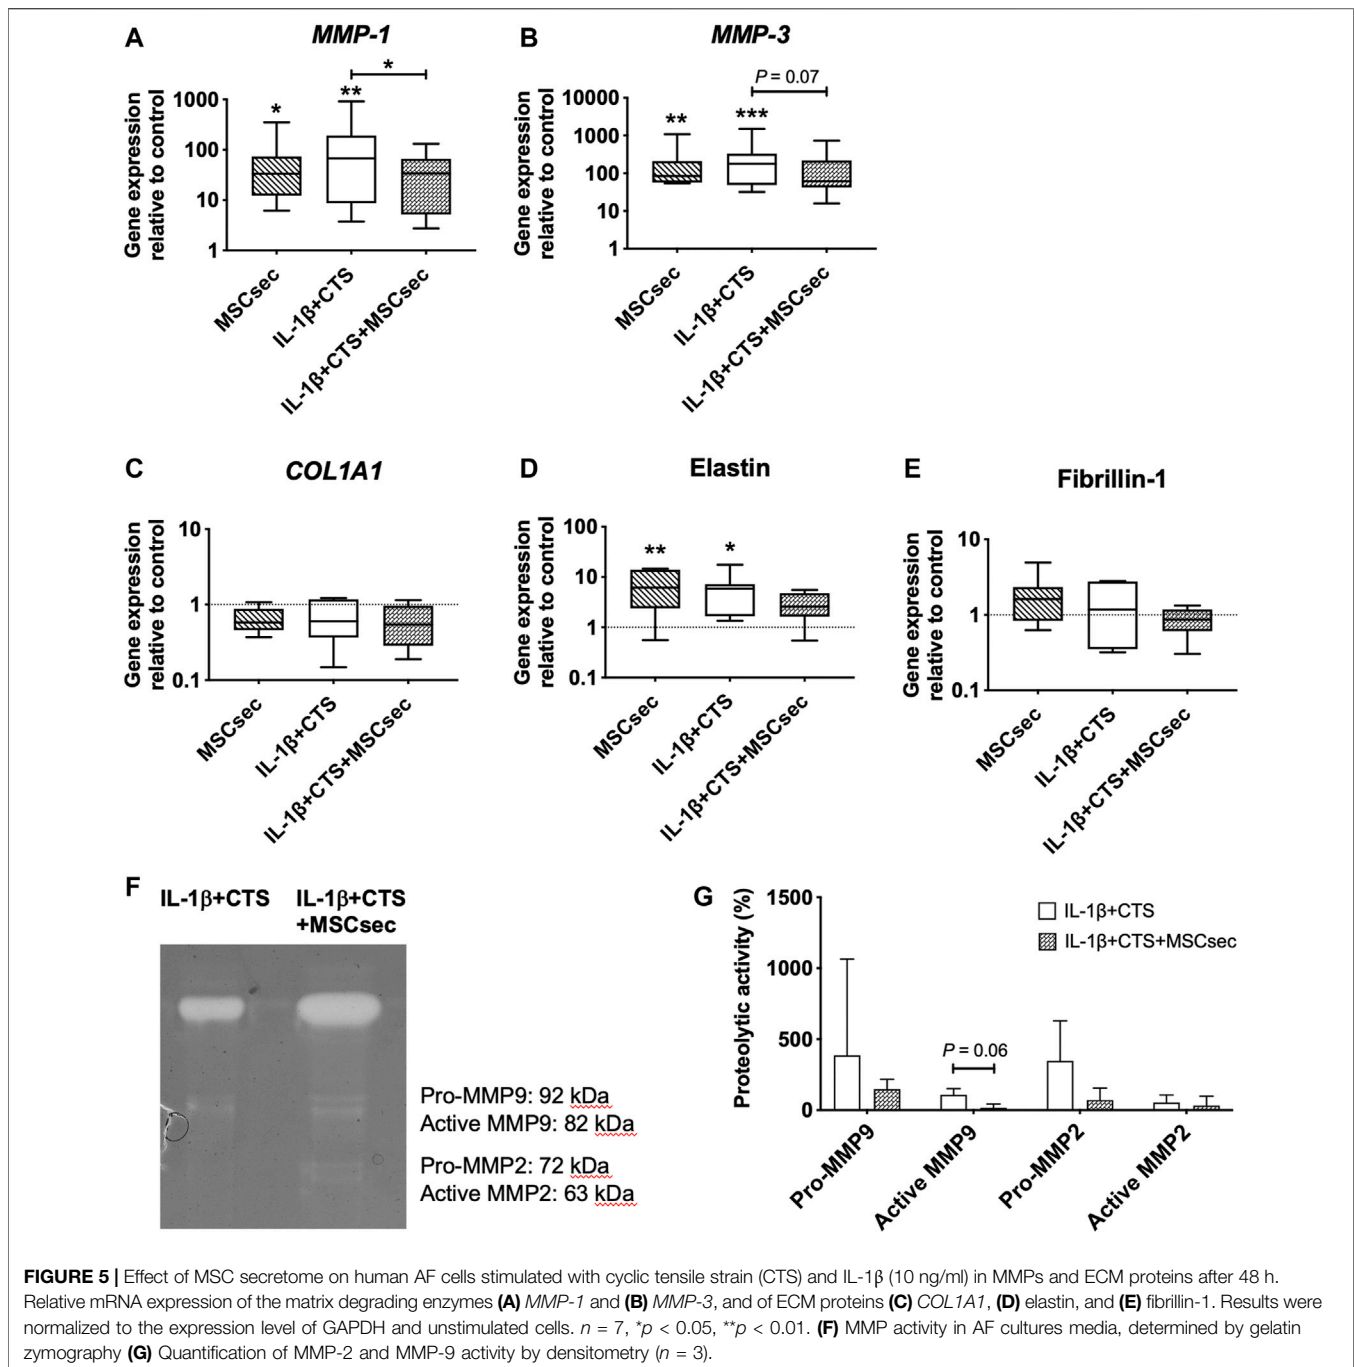 A
MMP-1
Gene expression
relative to control
1000
100
10
1
*
**
*
MSCsec
IL-1β+CTS
IL-1β+CTS+MSCsec
B
MMP-3
Gene expression
relative to control
10000
1000
100
10
1
**
***
P = 0.07
MSCsec
IL-1β+CTS
IL-1β+CTS+MSCsec
C
COL1A1
Gene expression
relative to control
10
1
0.1
MSCsec
IL-1β+CTS
IL-1β+CTS+MSCsec
D
Elastin
Gene expression
relative to control
100
10
1
0.1
**
*
MSCsec
IL-1β+CTS
IL-1β+CTS+MSCsec
E
Fibrillin-1
Gene expression
relative to control
10
1
0.1
MSCsec
IL-1β+CTS
IL-1β+CTS+MSCsec
F
IL-1β+CTS
IL-1β+CTS
+MSCsec
Pro-MMP9: 92 kDa
Active MMP9: 82 kDa
Pro-MMP2: 72 kDa
Active MMP2: 63 kDa
G
Proteolytic activity (%)
1500
1000
500
0
IL-1β+CTS
IL-1β+CTS+MSCsec
P = 0.06
Pro-MMP9
Active MMP9
Pro-MMP2
Active MMP2
FIGURE 5 | Effect of MSC secretome on human AF cells stimulated with cyclic tensile strain (CTS) and IL-1β (10 ng/ml) in MMPs and ECM proteins after 48 h.
Relative mRNA expression of the matrix degrading enzymes (A) MMP-1 and (B) MMP-3, and of ECM proteins (C) COL1A1, (D) elastin, and (E) fibrillin-1. Results were
normalized to the expression level of GAPDH and unstimulated cells. n = 7, *p < 0.05, **p < 0.01. (F) MMP activity in AF cultures media, determined by gelatin
zymography (G) Quantification of MMP-2 and MMP-9 activity by densitometry (n = 3).